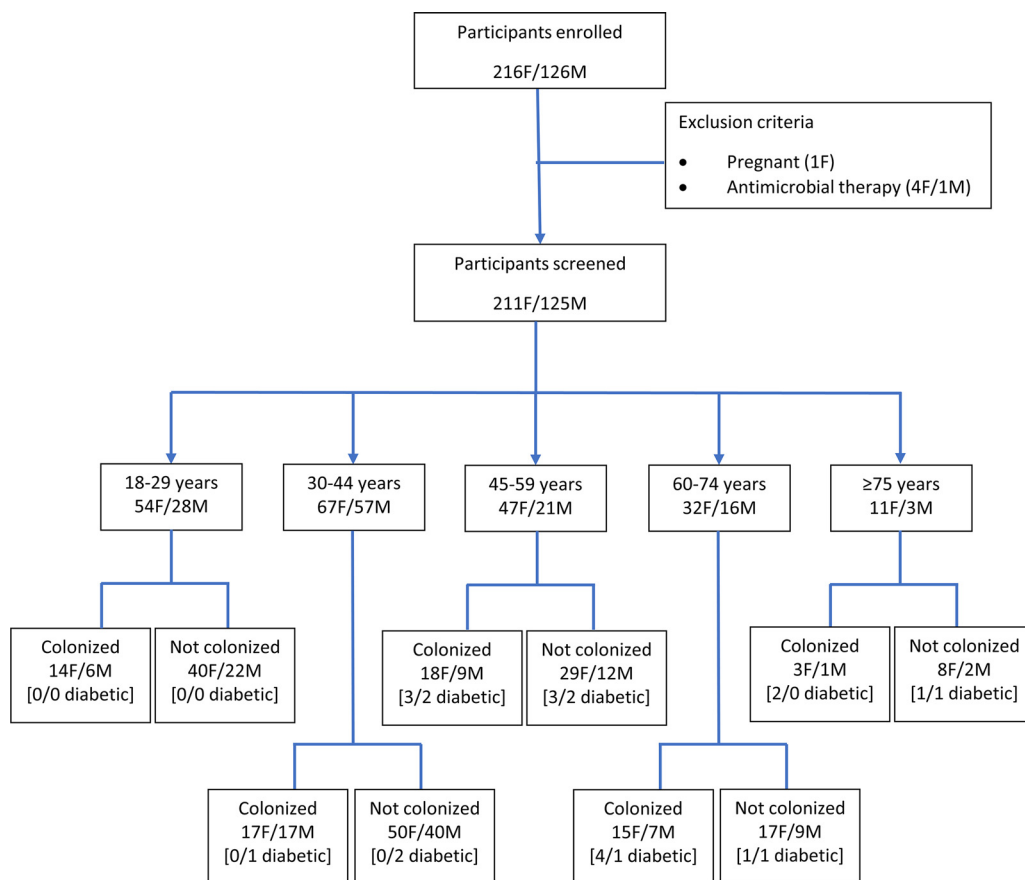 Participants enrolled
216F/126M
Exclusion criteria
• Pregnant (1F)
• Antimicrobial therapy (4F/1M)
Participants screened
211F/125M
18-29 years
54F/28M
30-44 years
67F/57M
45-59 years
47F/21M
60-74 years
32F/16M
≥75 years
11F/3M
Colonized
14F/6M
[0/0 diabetic]
Not colonized
40F/22M
[0/0 diabetic]
Colonized
18F/9M
[3/2 diabetic]
Not colonized
29F/12M
[3/2 diabetic]
Colonized
3F/1M
[2/0 diabetic]
Not colonized
8F/2M
[1/1 diabetic]
Colonized
17F/17M
[0/1 diabetic]
Not colonized
50F/40M
[0/2 diabetic]
Colonized
15F/7M
[4/1 diabetic]
Not colonized
17F/9M
[1/1 diabetic]